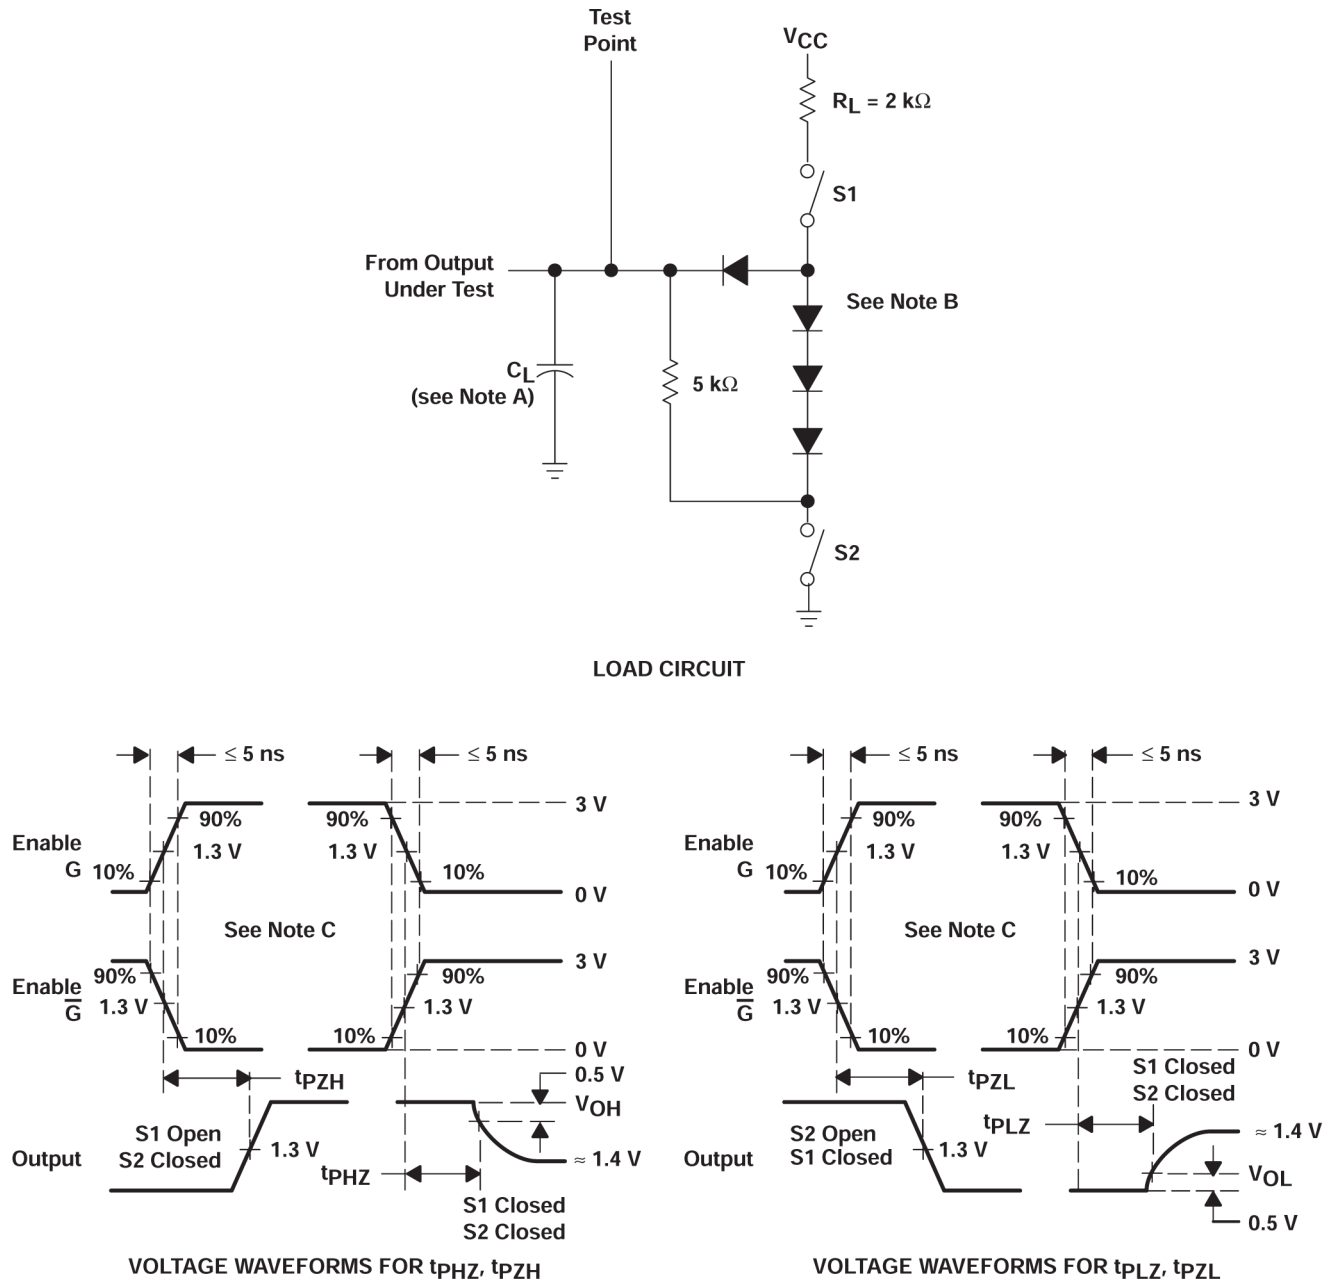 Test
Point
VCC
RL = 2 kΩ
S1
From Output
Under Test
See Note B
CL
(see Note A)
5 kΩ
S2
LOAD CIRCUIT
≤ 5 ns
≤ 5 ns
3 V
Enable
G
10%
90%
1.3 V
90%
1.3 V
10%
0 V
See Note C
3 V
Enable
G̅
90%
1.3 V
10%
10%
90%
1.3 V
0 V
tPZH
0.5 V
VOH
Output
S1 Open
S2 Closed
1.3 V
tPHZ
≈ 1.4 V
S1 Closed
S2 Closed
VOLTAGE WAVEFORMS FOR tPHZ, tPZH
≤ 5 ns
≤ 5 ns
3 V
Enable
G
10%
90%
1.3 V
90%
1.3 V
10%
0 V
See Note C
3 V
Enable
G̅
90%
1.3 V
10%
10%
90%
1.3 V
0 V
tPZL
S1 Closed
S2 Closed
tPLZ
Output
S2 Open
S1 Closed
1.3 V
≈ 1.4 V
VOL
0.5 V
VOLTAGE WAVEFORMS FOR tPLZ, tPZL